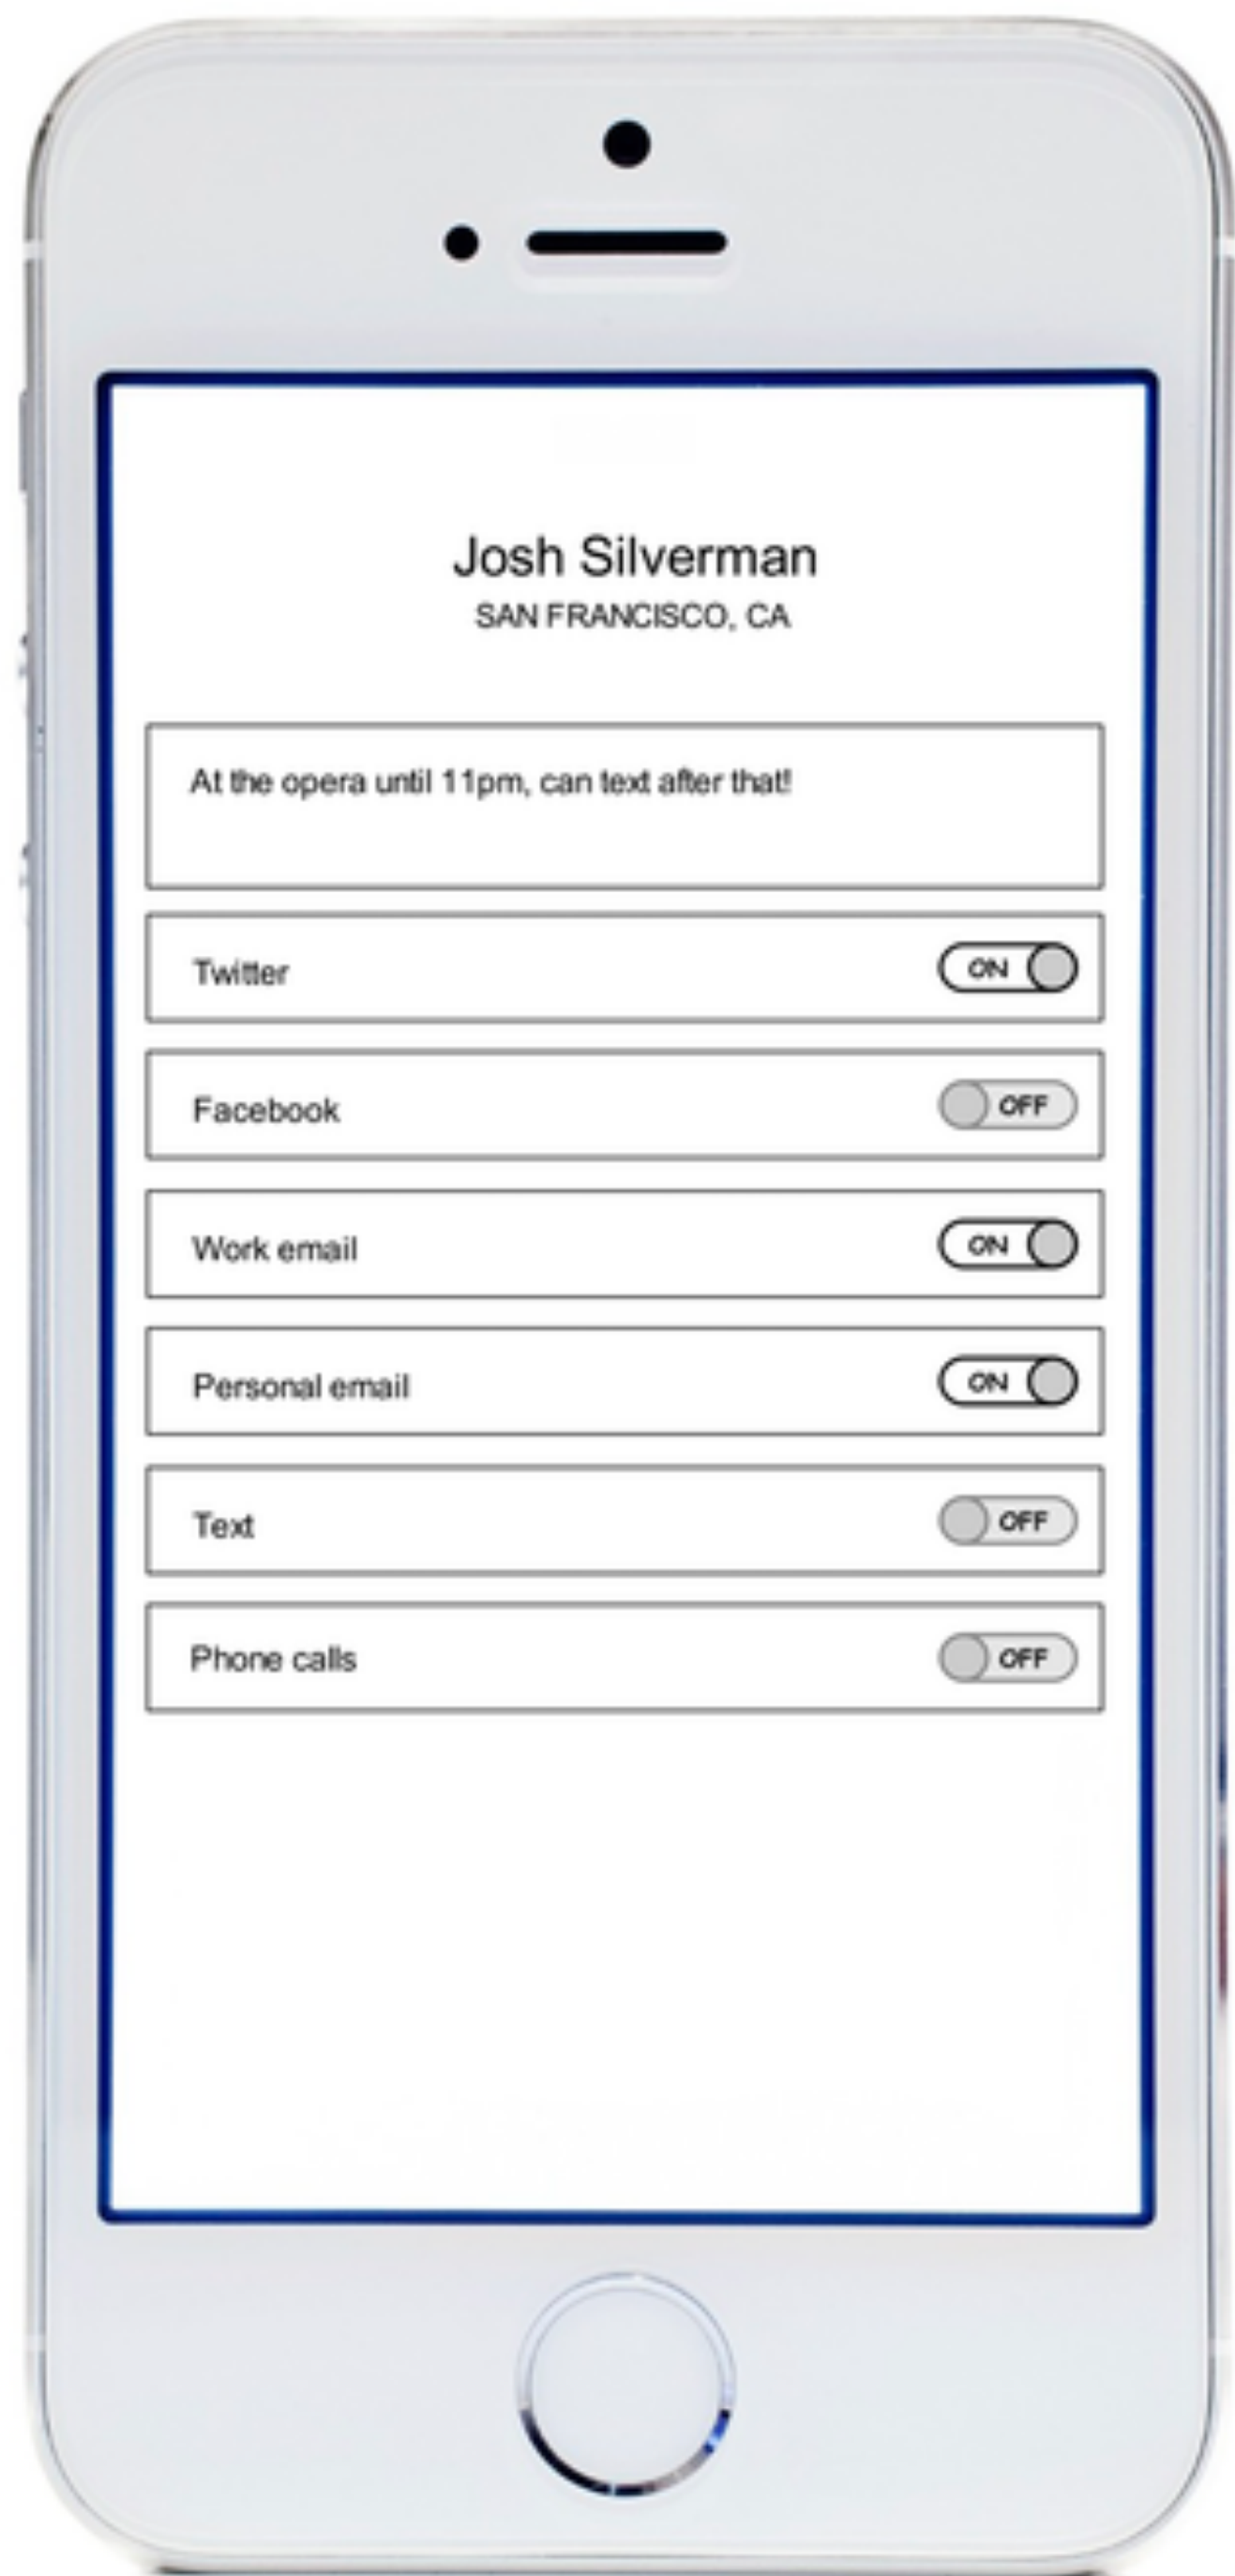 Josh Silverman
SAN FRANCISCO, CA
At the opera until 11pm, can text after that!
Twitter ON
Facebook OFF
Work email ON
Personal email ON
Text OFF
Phone calls OFF